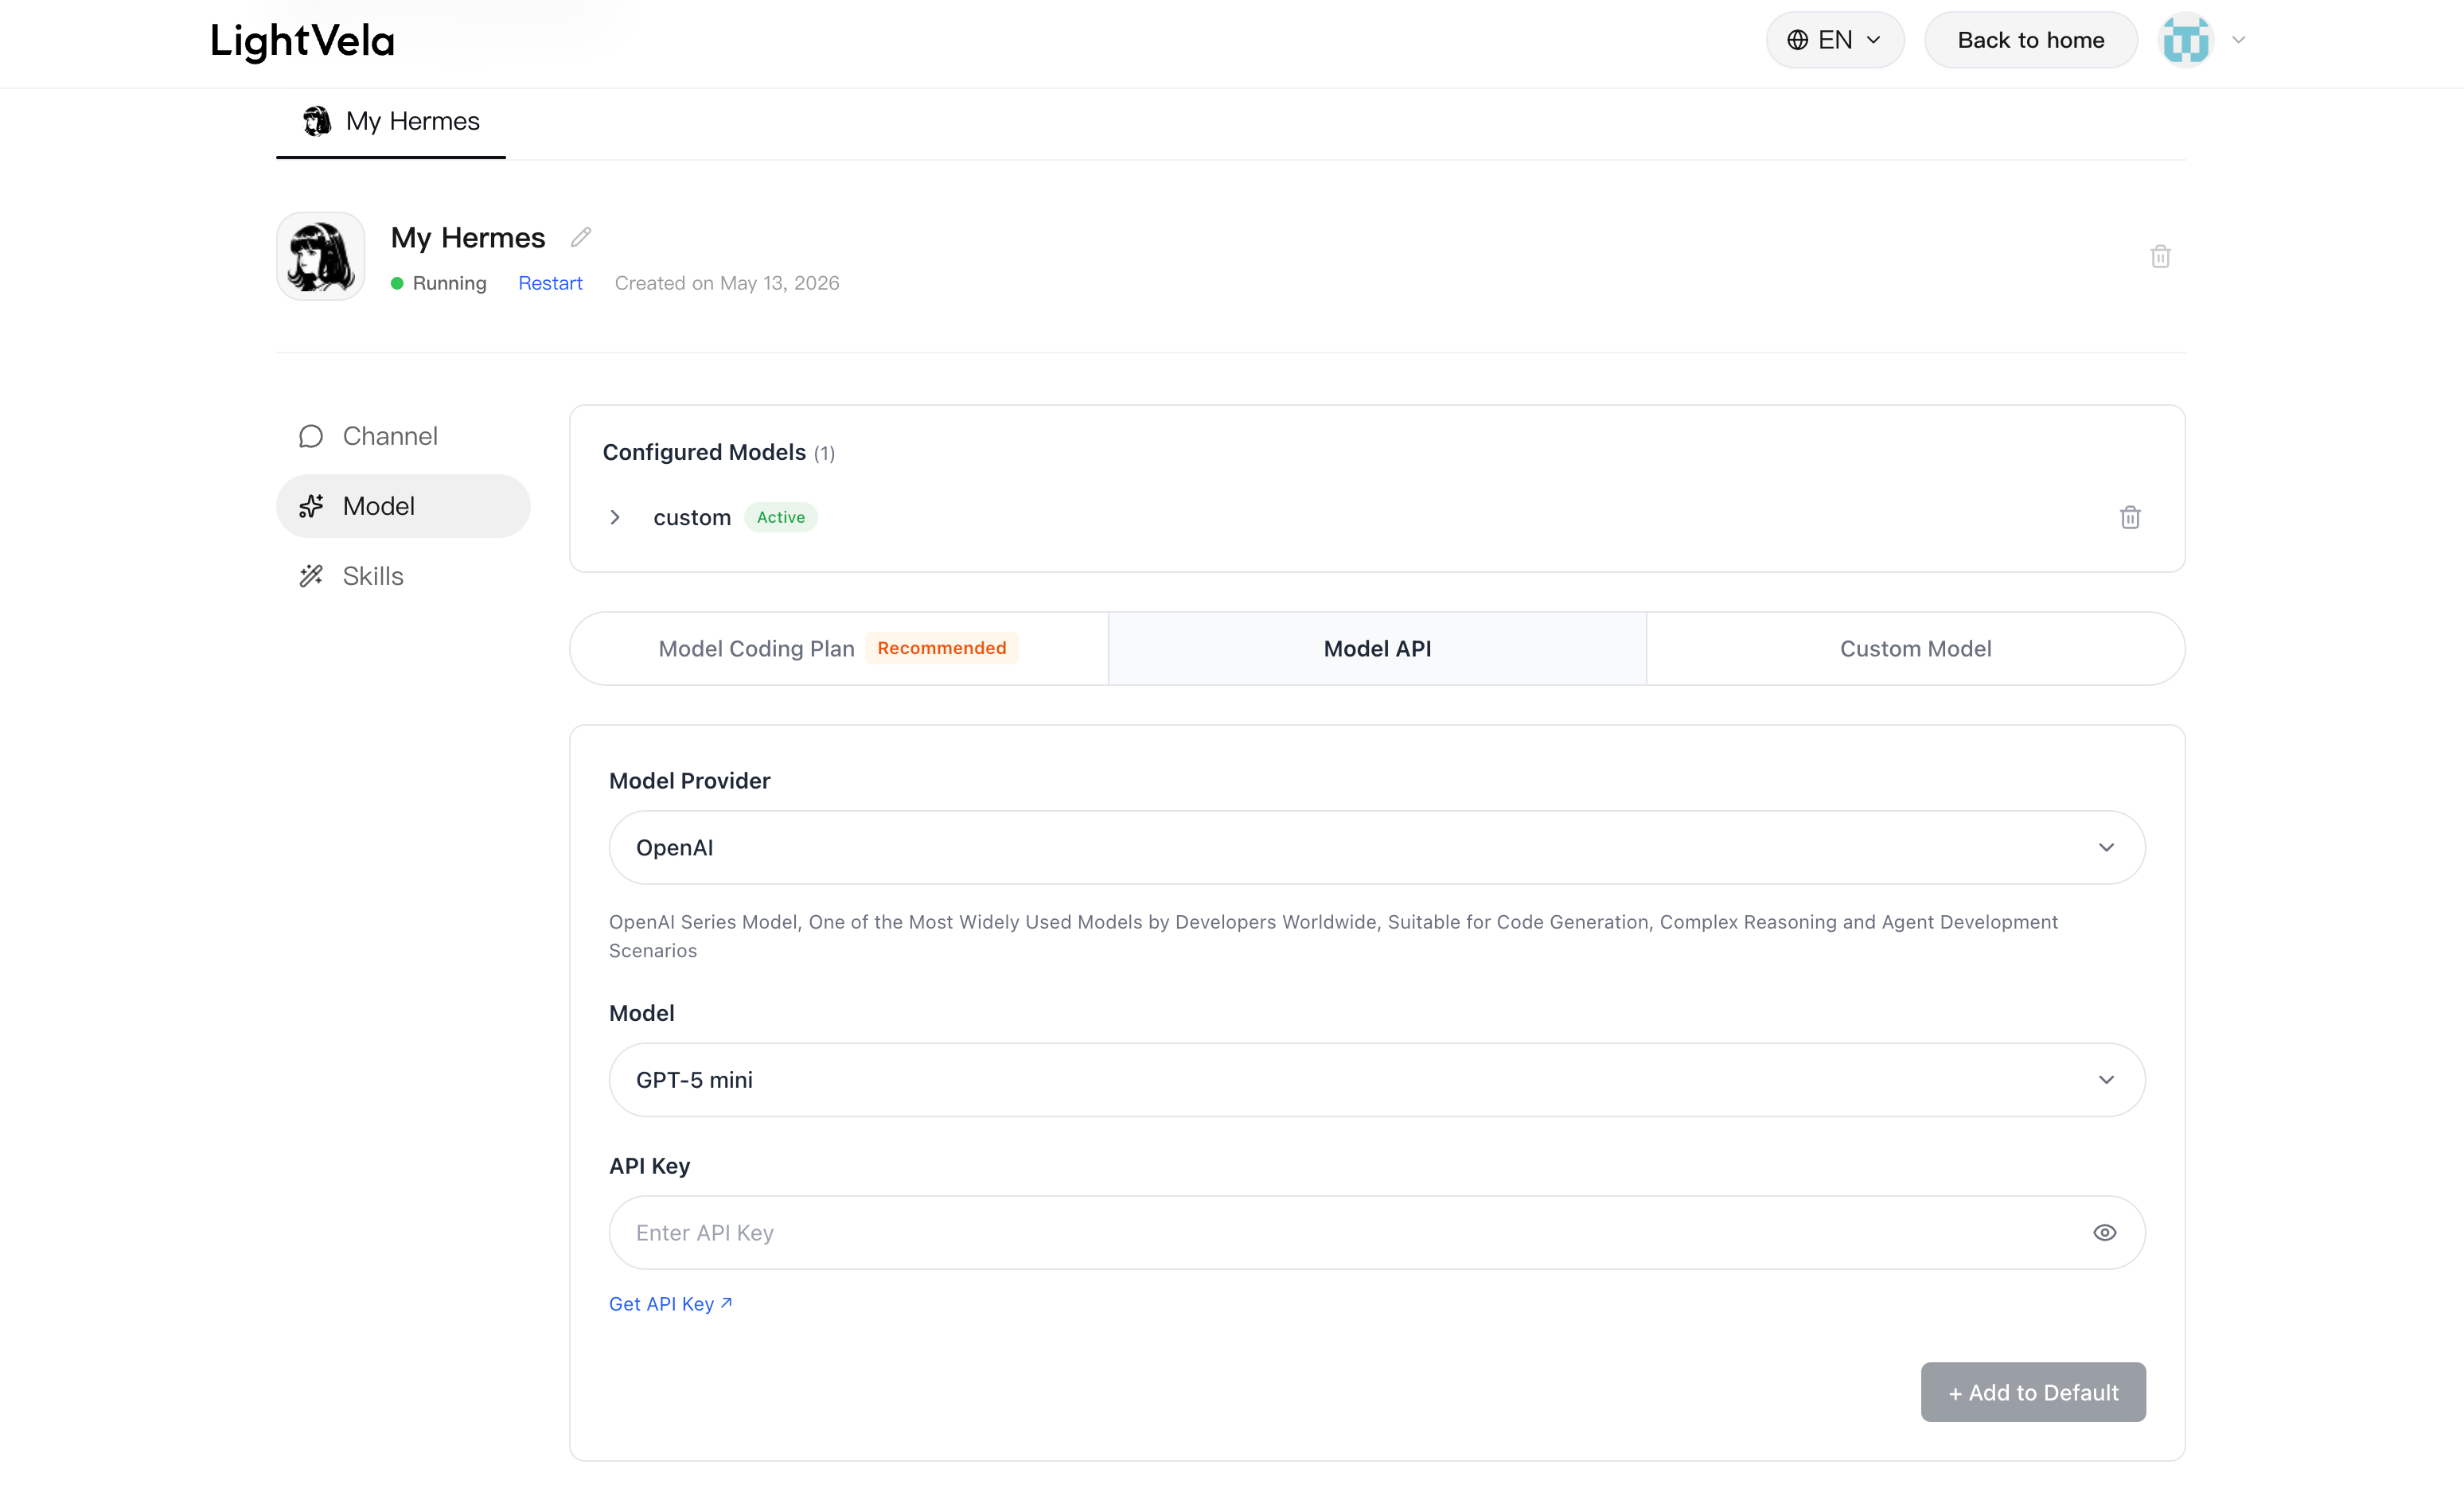 LightVela
EN
Back to home
My Hermes
My Hermes
Running Restart Created on May 13, 2026
Channel
Model
Skills
Configured Models (1)
custom Active
Model Coding Plan Recommended
Model API
Custom Model
Model Provider
OpenAI
OpenAI Series Model, One of the Most Widely Used Models by Developers Worldwide, Suitable for Code Generation, Complex Reasoning and Agent Development
Scenarios
Model
GPT-5 mini
API Key
Enter API Key
Get API Key ↗
+ Add to Default